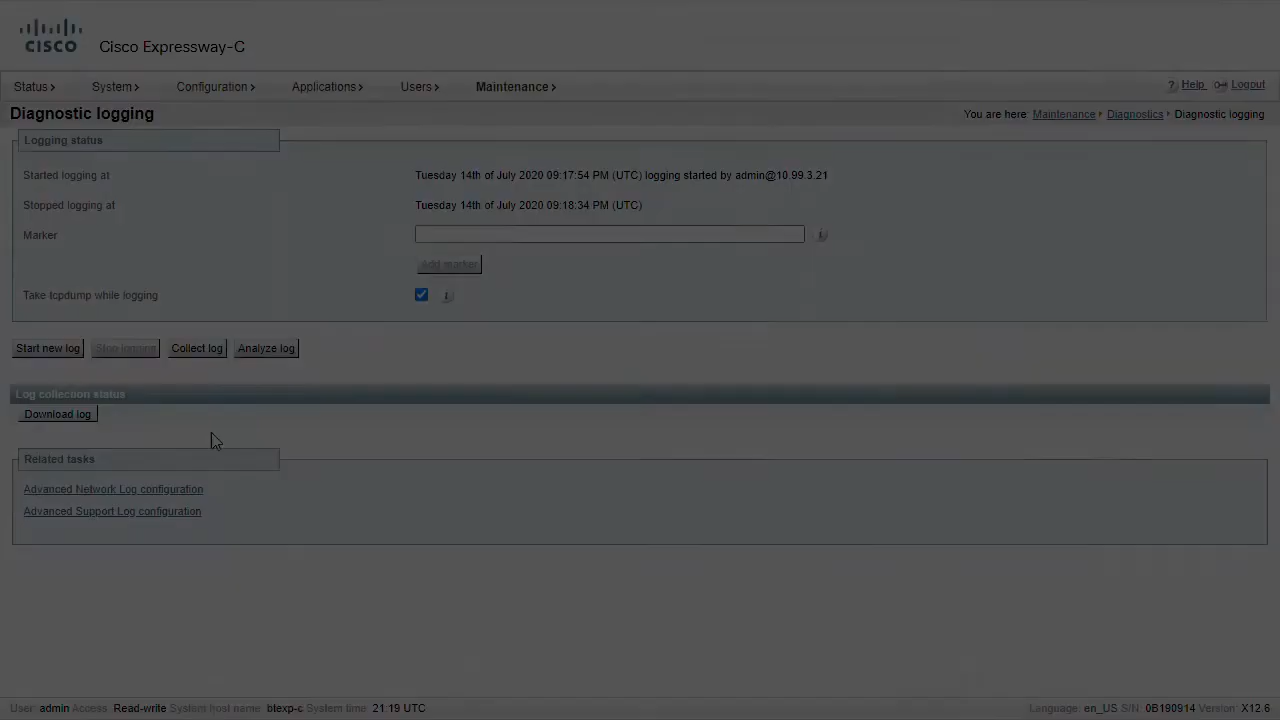 CISCO Cisco Expressway-C
Status System Configuration Applications Users Maintenance ? Help Logout
Diagnostic logging You are here: Maintenance Diagnostics Diagnostic logging
Logging status
Started logging at Tuesday 14th of July 2020 09:17:54 PM (UTC) logging started by admin@10.99.3.21
Stopped logging at Tuesday 14th of July 2020 09:18:34 PM (UTC)
Marker i
Add marker
Take tcpdump while logging i
Start new log Stop logging Collect log Analyze log
Log collection status
Download log
Related tasks
Advanced Network Log configuration
Advanced Support Log configuration
User: admin Access: Read-write System host name: btexp-c System time: 21:19 UTC Language: en_US S/N: 0B190914 Version: X12.6